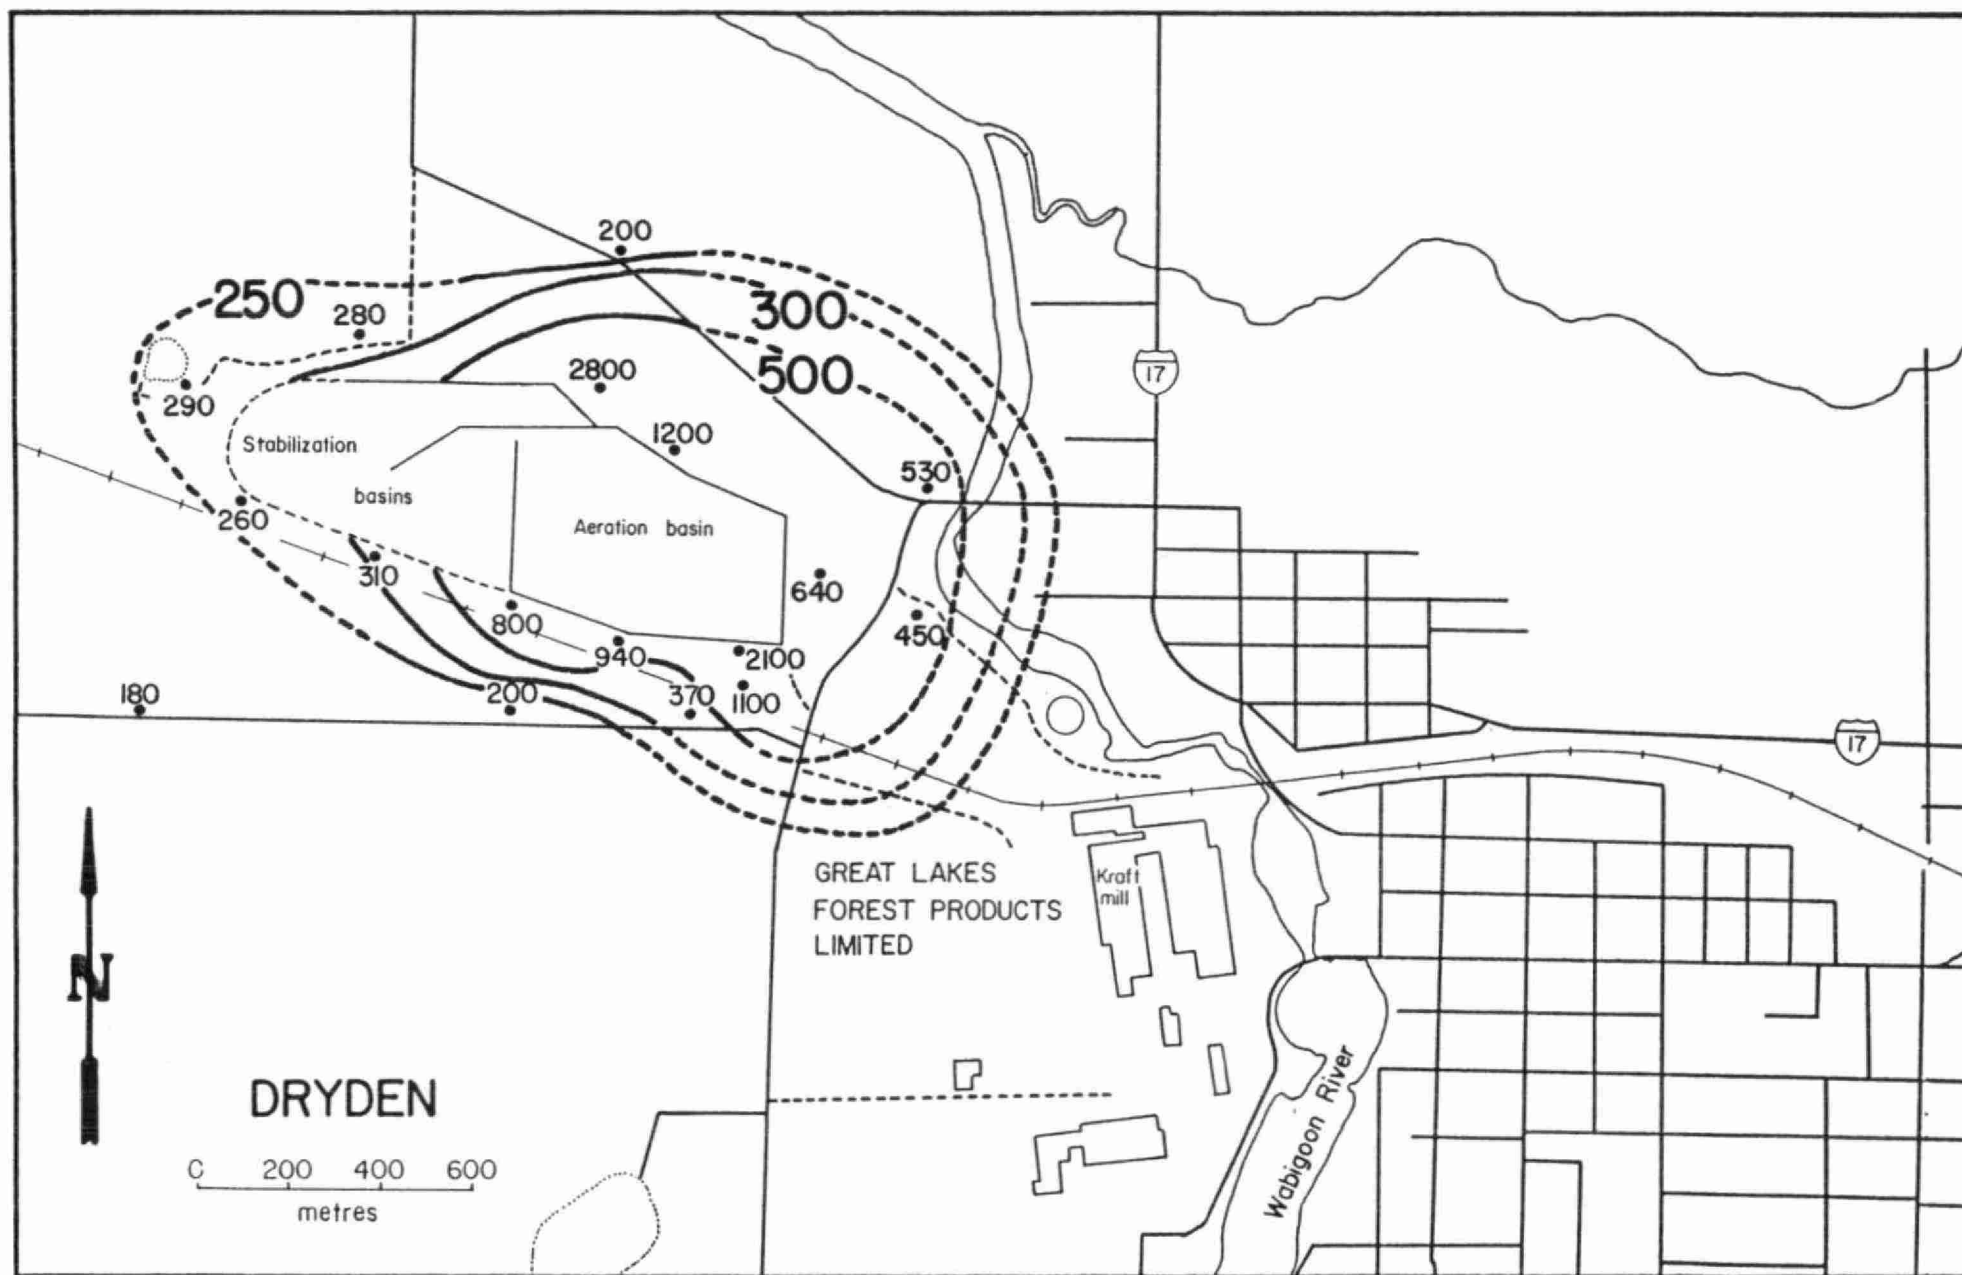 200
250
300
280
17
500
2800
290
1200
Stabilization
530
basins
260
Aeration basin
310
640
800
450
940
2100
180
200
370
1100
17
GREAT LAKES
FOREST PRODUCTS
LIMITED
Kraft
mill
N
DRYDEN
Wabigoon River
0 200 400 600
metres